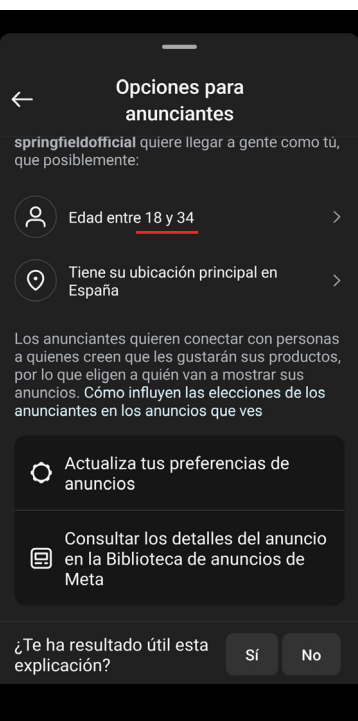 Opciones para
anunciantes
springfieldofficial quiere llegar a gente como tú,
que posiblemente:
Edad entre 18 y 34
Tiene su ubicación principal en
España
Los anunciantes quieren conectar con personas
a quienes creen que les gustarán sus productos,
por lo que eligen a quién van a mostrar sus
anuncios. Cómo influyen las elecciones de los
anunciantes en los anuncios que ves
Actualiza tus preferencias de
anuncios
Consultar los detalles del anuncio
en la Biblioteca de anuncios de
Meta
¿Te ha resultado útil esta
explicación?
Sí
No